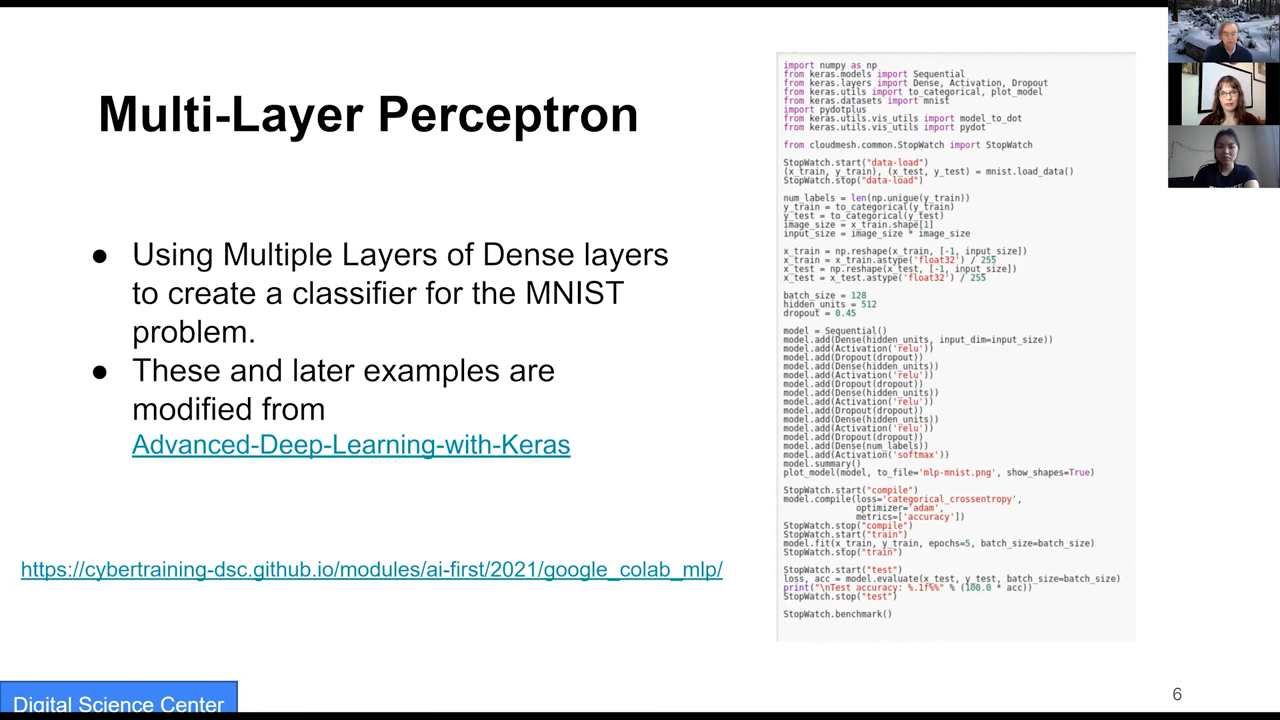 Multi-Layer Perceptron
● Using Multiple Layers of Dense layers
to create a classifier for the MNIST
problem.
● These and later examples are
modified from
Advanced-Deep-Learning-with-Keras
https://cybertraining-dsc.github.io/modules/ai-first/2021/google_colab_mlp/
import numpy as np
from keras.models import Sequential
from keras.layers import Dense, Activation, Dropout
from keras.utils import to_categorical, plot_model
from keras.datasets import mnist
import pydotplus
from keras.utils.vis_utils import model_to_dot
from keras.utils.vis_utils import pydot
from cloudmesh.common.StopWatch import StopWatch
StopWatch.start("data-load")
(x_train, y_train), (x_test, y_test) = mnist.load_data()
StopWatch.stop("data-load")
num_labels = len(np.unique(y_train))
y_train = to_categorical(y_train)
y_test = to_categorical(y_test)
image_size = x_train.shape[1]
input_size = image_size * image_size
x_train = np.reshape(x_train, [-1, input_size])
x_train = x_train.astype('float32') / 255
x_test = np.reshape(x_test, [-1, input_size])
x_test = x_test.astype('float32') / 255
batch_size = 128
hidden_units = 512
dropout = 0.45
model = Sequential()
model.add(Dense(hidden_units, input_dim=input_size))
model.add(Activation('relu'))
model.add(Dropout(dropout))
model.add(Dense(hidden_units))
model.add(Activation('relu'))
model.add(Dropout(dropout))
model.add(Dense(hidden_units))
model.add(Activation('relu'))
model.add(Dropout(dropout))
model.add(Dense(hidden_units))
model.add(Activation('relu'))
model.add(Dropout(dropout))
model.add(Dense(num_labels))
model.add(Activation('softmax'))
model.summary()
plot_model(model, to_file='mlp-mnist.png', show_shapes=True)
StopWatch.start("compile")
model.compile(loss='categorical_crossentropy',
optimizer='adam',
metrics=['accuracy'])
StopWatch.stop("compile")
StopWatch.start("train")
model.fit(x_train, y_train, epochs=5, batch_size=batch_size)
StopWatch.stop("train")
StopWatch.start("test")
loss, acc = model.evaluate(x_test, y_test, batch_size=batch_size)
print("\nTest accuracy: %.1f%%" % (100.0 * acc))
StopWatch.stop("test")
StopWatch.benchmark()
Digital Science Center
6